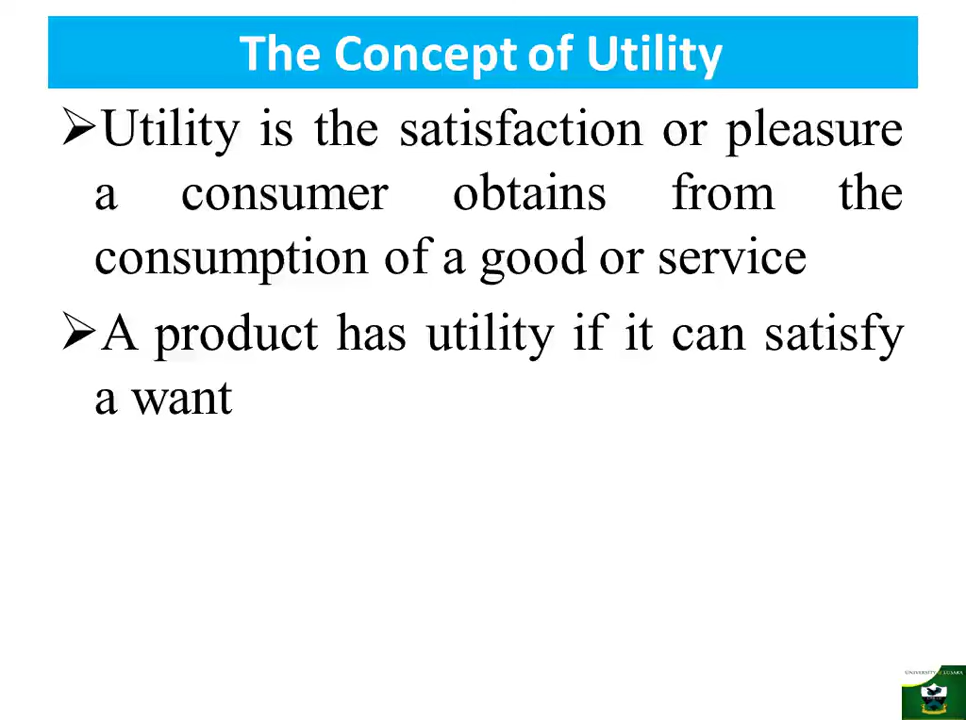 The Concept of Utility
➢Utility is the satisfaction or pleasure
a consumer obtains from the
consumption of a good or service
➢A product has utility if it can satisfy
a want